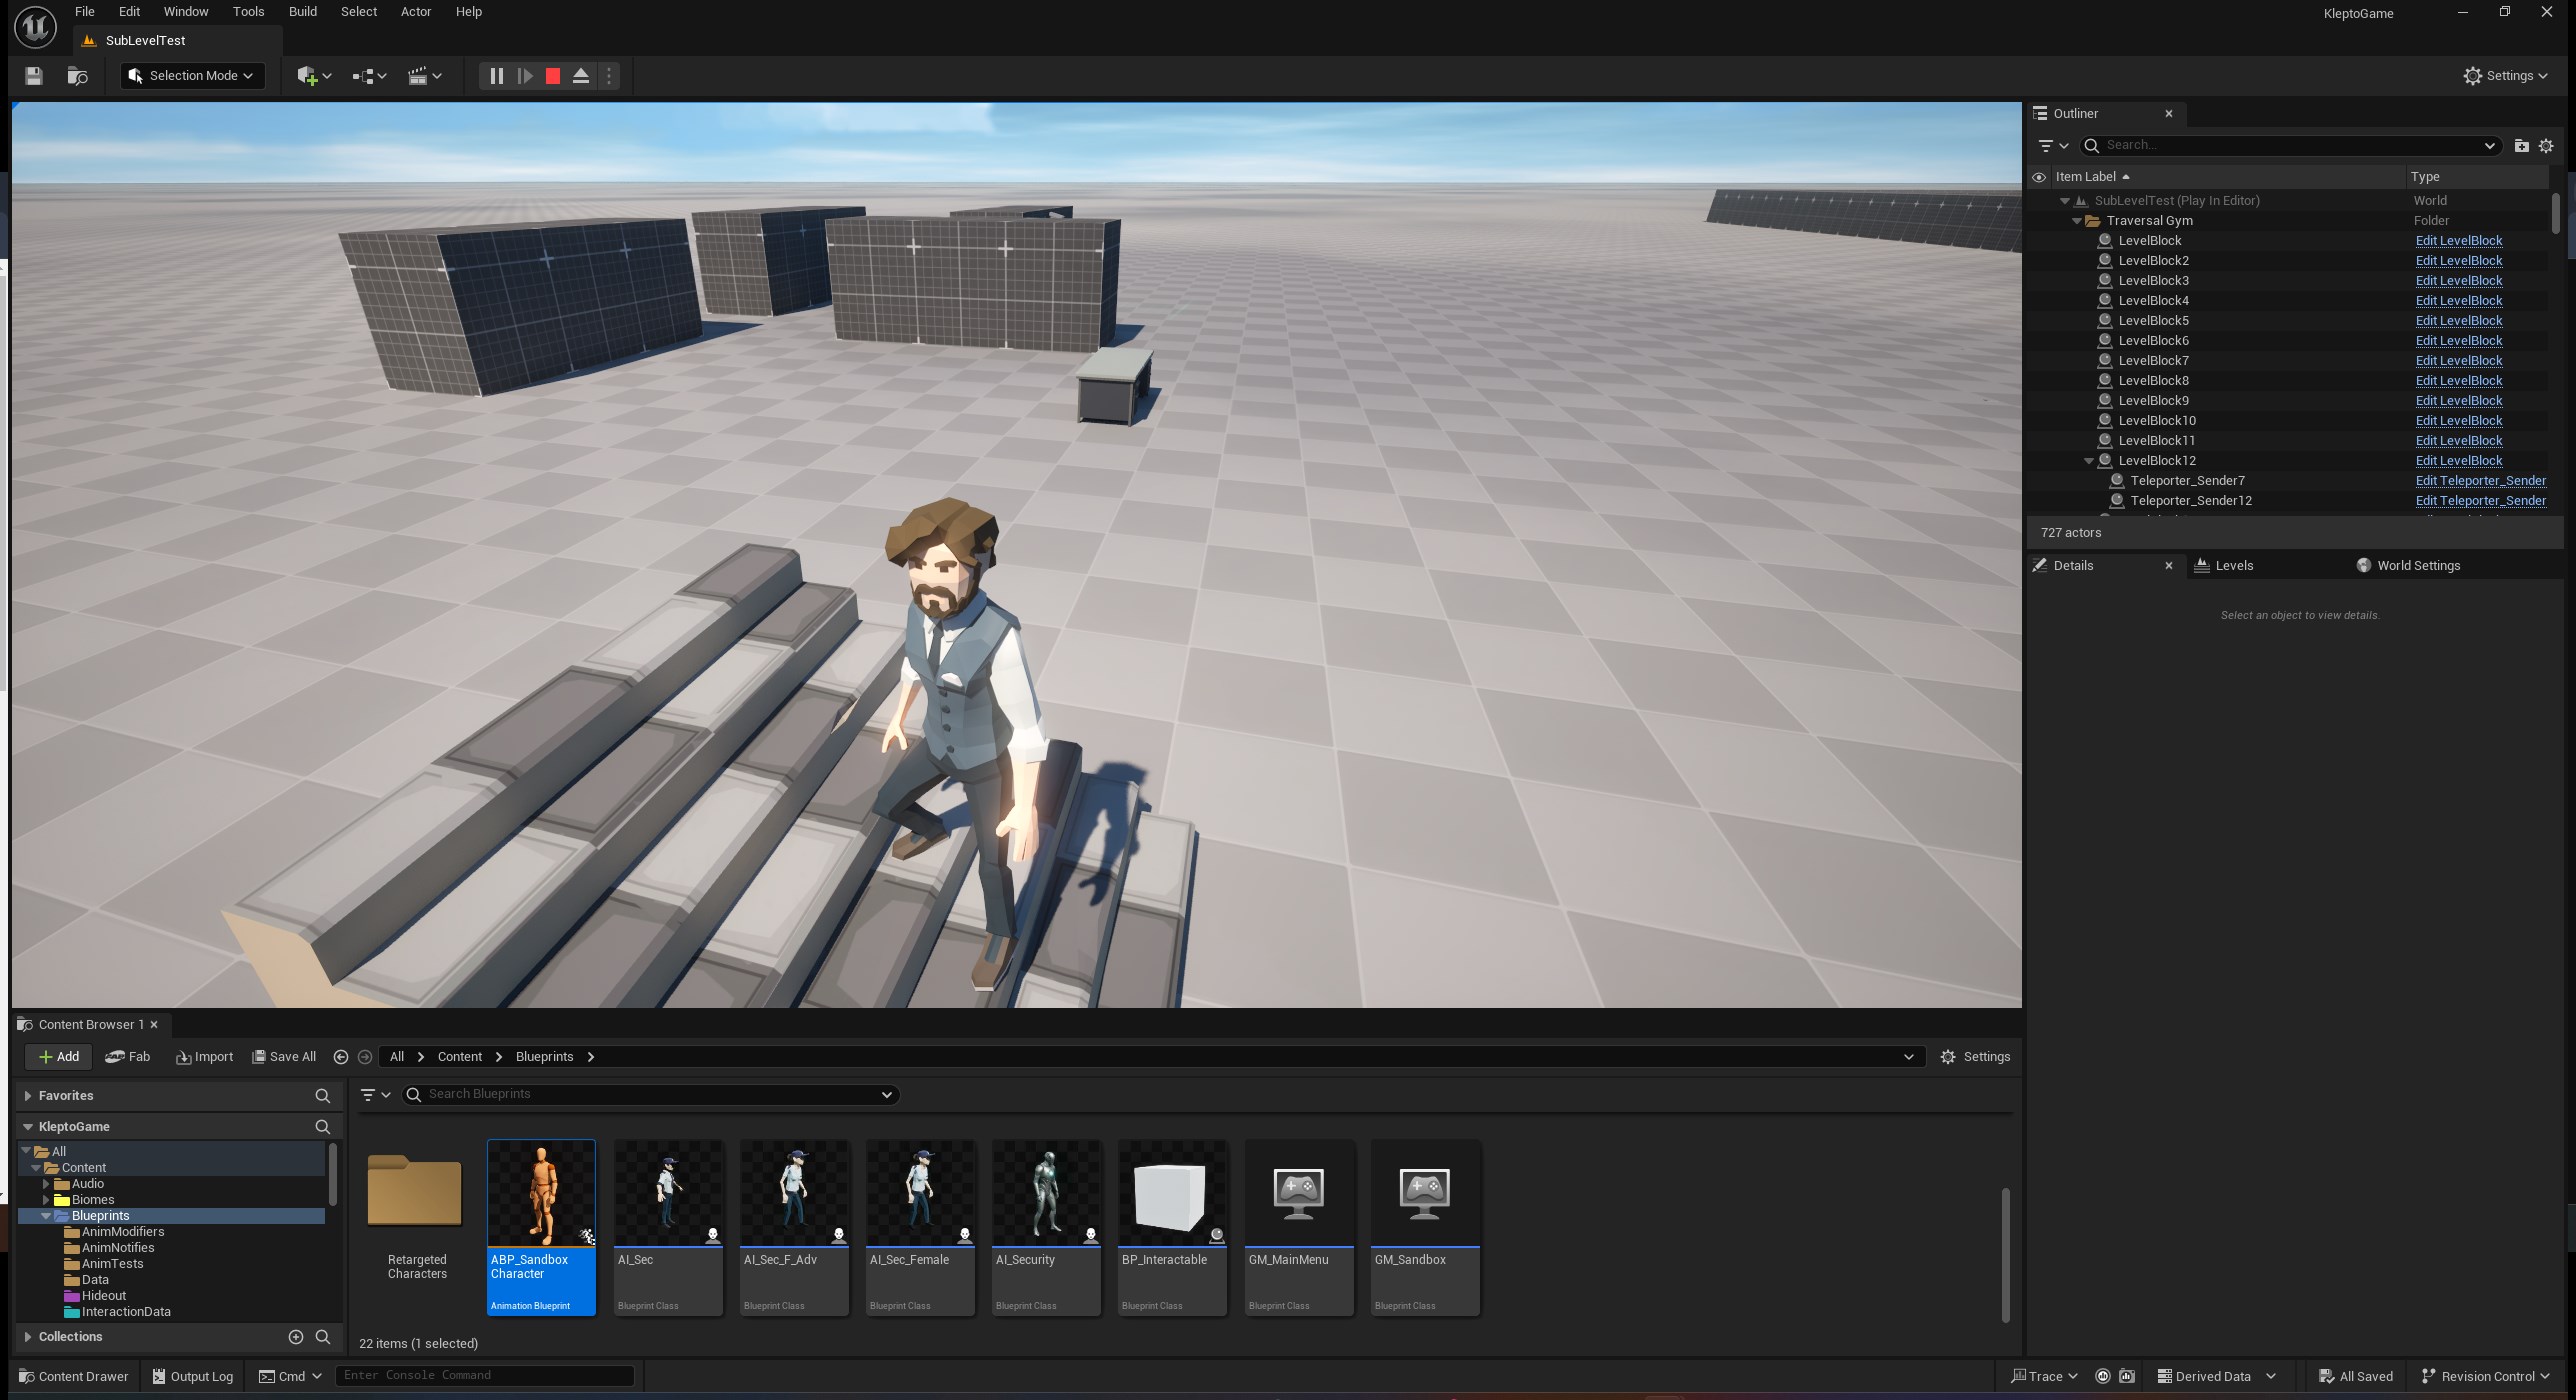 File Edit Window Tools Build Select Actor Help
KleptoGame
SubLevelTest
Selection Mode
Settings
Outliner
Search...
Item Label Type
SubLevelTest (Play In Editor) World
Traversal Gym Folder
LevelBlock Edit LevelBlock
LevelBlock2 Edit LevelBlock
LevelBlock3 Edit LevelBlock
LevelBlock4 Edit LevelBlock
LevelBlock5 Edit LevelBlock
LevelBlock6 Edit LevelBlock
LevelBlock7 Edit LevelBlock
LevelBlock8 Edit LevelBlock
LevelBlock9 Edit LevelBlock
LevelBlock10 Edit LevelBlock
LevelBlock11 Edit LevelBlock
LevelBlock12 Edit LevelBlock
Teleporter_Sender7 Edit Teleporter_Sender
Teleporter_Sender12 Edit Teleporter_Sender
727 actors
Details Levels World Settings
Select an object to view details.
Content Browser 1
Add Fab Import Save All All Content Blueprints Settings
Favorites
Search Blueprints
KleptoGame
All
Content
Audio
Biomes
Blueprints
AnimModifiers
AnimNotifies
AnimTests
Data
Hideout
InteractionData
Collections
Retargeted
Characters
ABP_Sandbox
Character
Animation Blueprint
AI_Sec
Blueprint Class
AI_Sec_F_Adv
Blueprint Class
AI_Sec_Female
Blueprint Class
AI_Security
Blueprint Class
BP_Interactable
Blueprint Class
GM_MainMenu
Blueprint Class
GM_Sandbox
Blueprint Class
22 items (1 selected)
Content Drawer Output Log Cmd Enter Console Command Trace Derived Data All Saved Revision Control